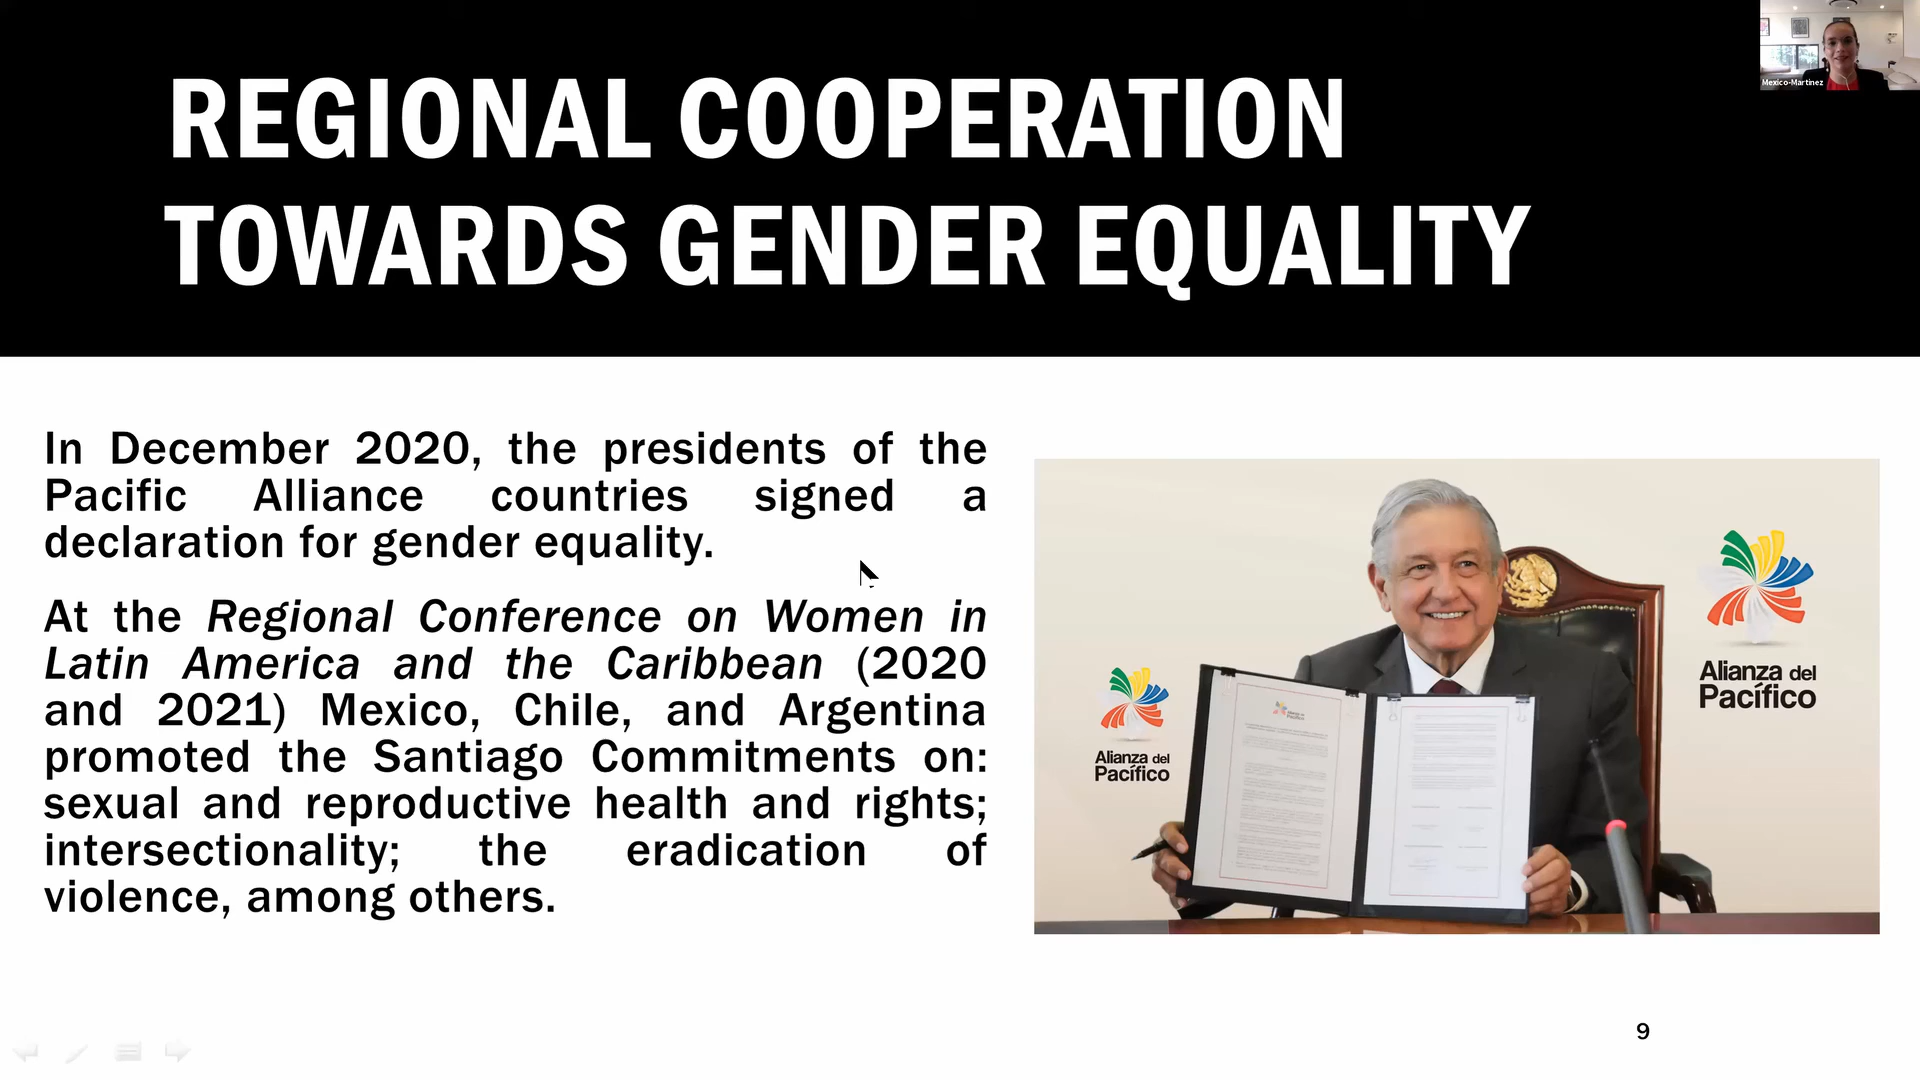 Mexico-Martinez
REGIONAL COOPERATION
TOWARDS GENDER EQUALITY
In December 2020, the presidents of the
Pacific Alliance countries signed a
declaration for gender equality.
At the Regional Conference on Women in
Latin America and the Caribbean (2020
and 2021) Mexico, Chile, and Argentina
promoted the Santiago Commitments on:
sexual and reproductive health and rights;
intersectionality; the eradication of
violence, among others.
Alianza del
Pacífico
Alianza del
Pacífico
9